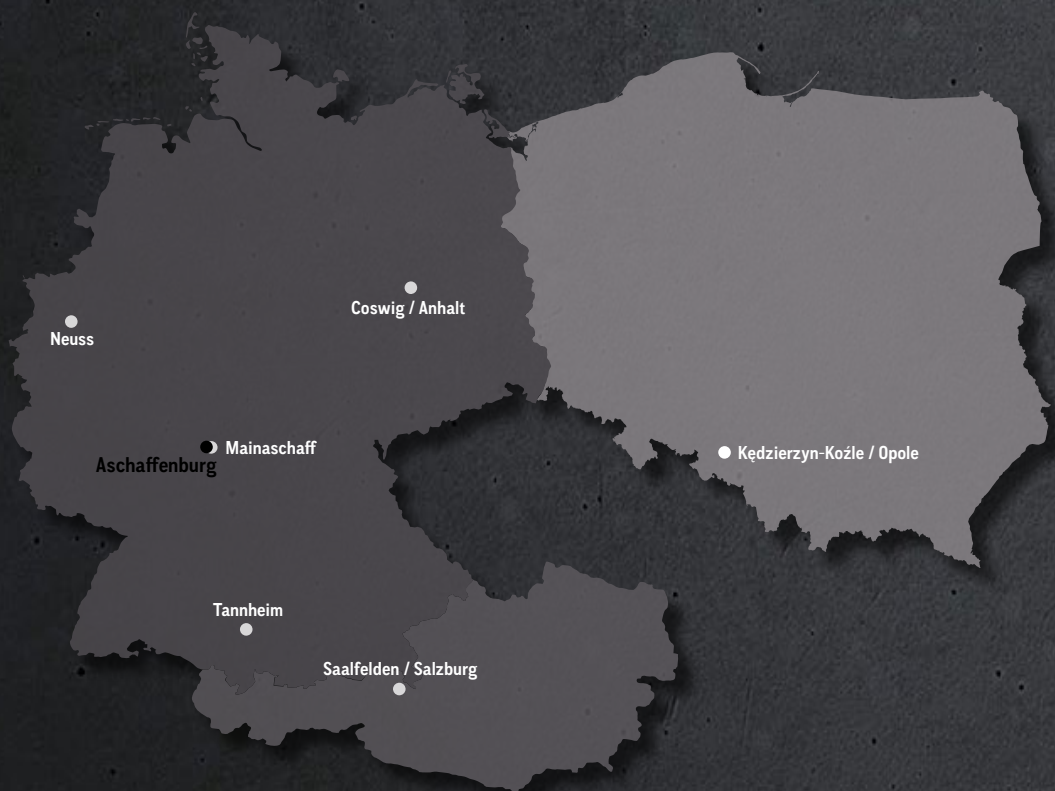 Coswig / Anhalt
Neuss
Mainaschaff
Aschaffenburg
Kędzierzyn-Koźle / Opole
Tannheim
Saalfelden / Salzburg